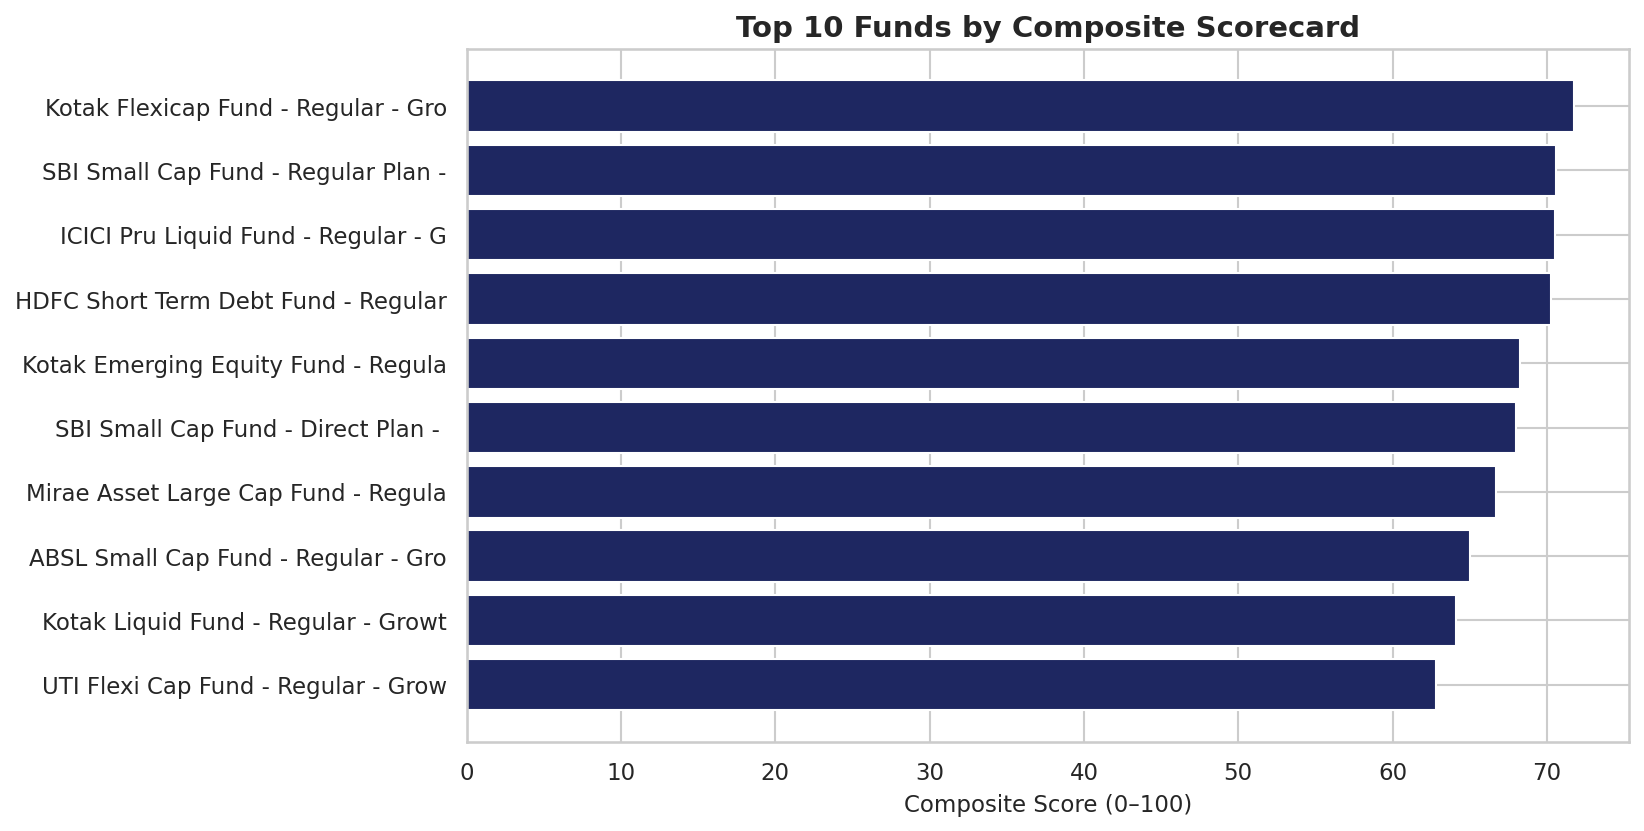 Top 10 Funds by Composite Scorecard
Kotak Flexicap Fund - Regular - Gro
SBI Small Cap Fund - Regular Plan -
ICICI Pru Liquid Fund - Regular - G
HDFC Short Term Debt Fund - Regular
Kotak Emerging Equity Fund - Regula
SBI Small Cap Fund - Direct Plan -
Mirae Asset Large Cap Fund - Regula
ABSL Small Cap Fund - Regular - Gro
Kotak Liquid Fund - Regular - Growt
UTI Flexi Cap Fund - Regular - Grow
0 10 20 30 40 50 60 70
Composite Score (0–100)